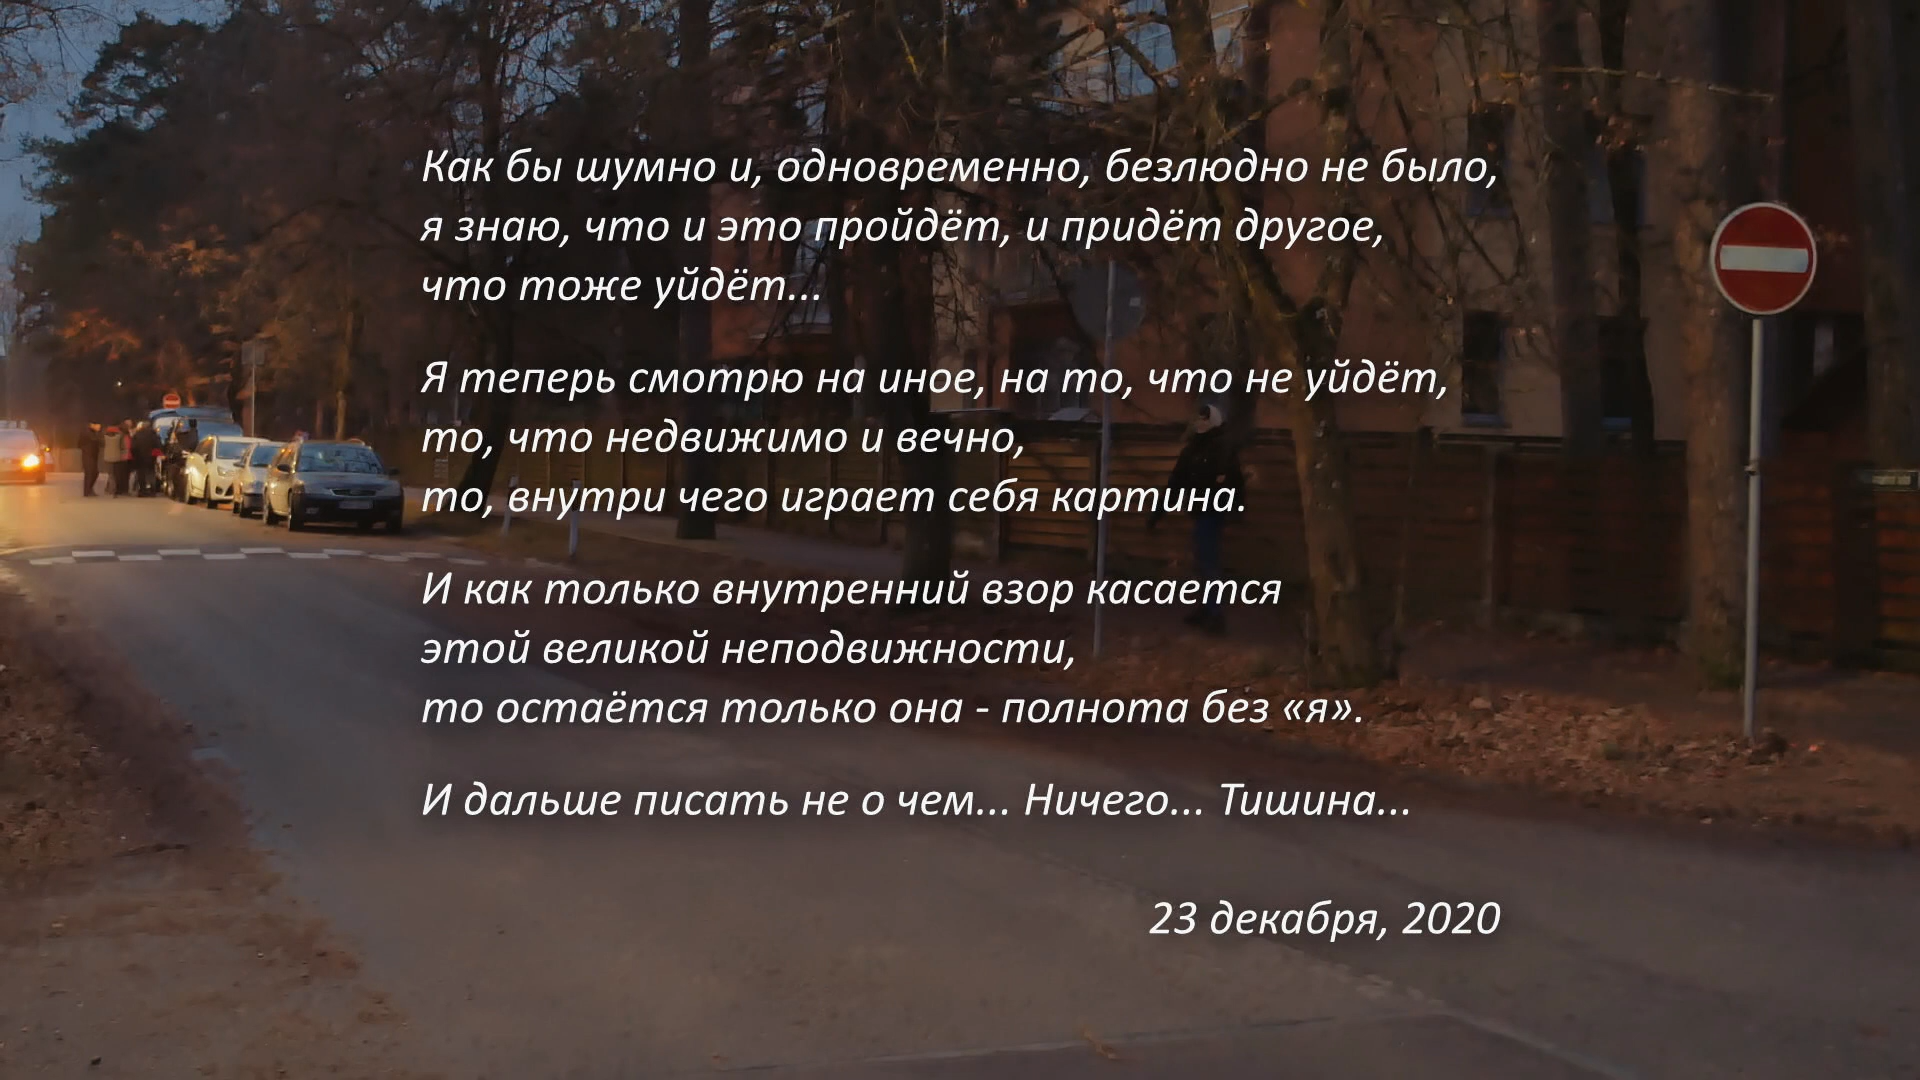 Как бы шумно и, одновременно, безлюдно не было,
я знаю, что и это пройдёт, и придёт другое,
что тоже уйдёт...
Я теперь смотрю на иное, на то, что не уйдёт,
то, что недвижимо и вечно,
то, внутри чего играет себя картина.
И как только внутренний взор касается
этой великой неподвижности,
то остаётся только она - полнота без «я».
И дальше писать не о чем... Ничего... Тишина...
23 декабря, 2020